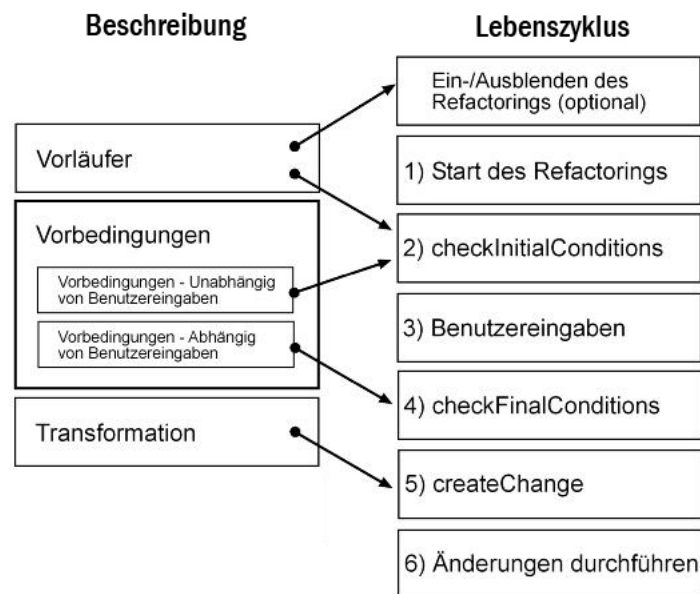 Beschreibung
Vorläufer
Vorbedingungen
Vorbedingungen - Unabhängig
von Benutzereingaben
Vorbedingungen - Abhängig
von Benutzereingaben
Transformation
Lebenszyklus
Ein-/Ausblenden des
Refactorings (optional)
1) Start des Refactorings
2) checkInitialConditions
3) Benutzereingaben
4) checkFinalConditions
5) createChange
6) Änderungen durchführen